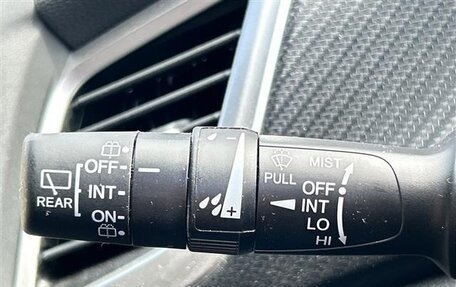 OFF
INT
REAR
ON
- +
MIST
PULL
OFF
INT
LO
HI